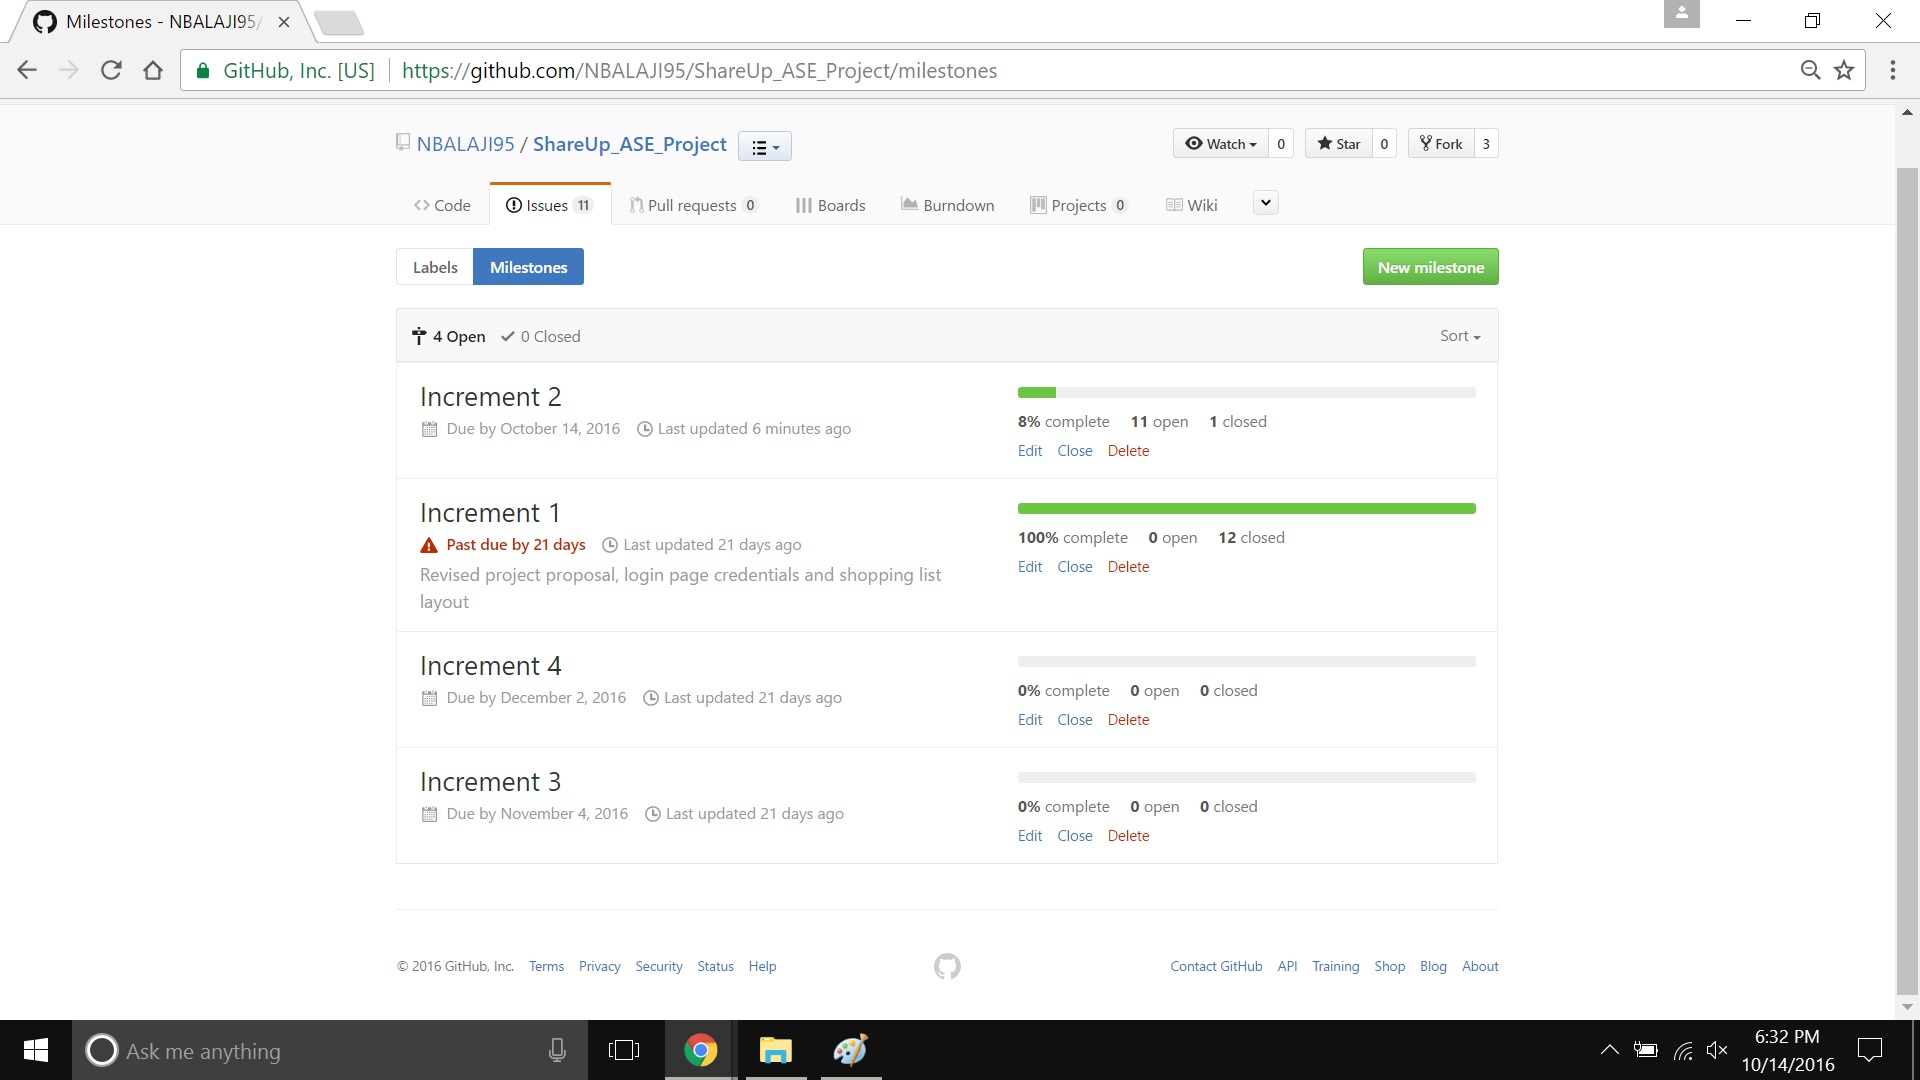 Milestones - NBALAJI95/
GitHub, Inc. [US] https://github.com/NBALAJI95/ShareUp_ASE_Project/milestones
NBALAJI95 / ShareUp_ASE_Project
Watch 0 Star 0 Fork 3
Code Issues 11 Pull requests 0 Boards Burndown Projects 0 Wiki
Labels Milestones New milestone
4 Open 0 Closed Sort
Increment 2
Due by October 14, 2016 Last updated 6 minutes ago
8% complete 11 open 1 closed
Edit Close Delete
Increment 1
Past due by 21 days Last updated 21 days ago
Revised project proposal, login page credentials and shopping list
layout
100% complete 0 open 12 closed
Edit Close Delete
Increment 4
Due by December 2, 2016 Last updated 21 days ago
0% complete 0 open 0 closed
Edit Close Delete
Increment 3
Due by November 4, 2016 Last updated 21 days ago
0% complete 0 open 0 closed
Edit Close Delete
© 2016 GitHub, Inc. Terms Privacy Security Status Help
Contact GitHub API Training Shop Blog About
Ask me anything
6:32 PM
10/14/2016